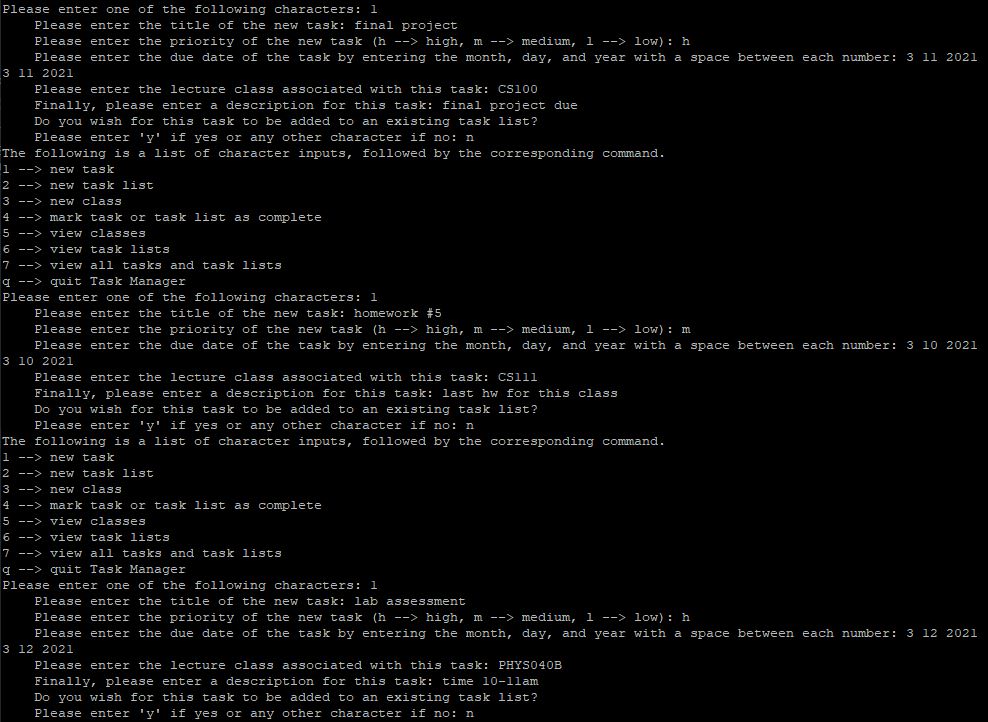 Please enter one of the following characters: 1
Please enter the title of the new task: final project
Please enter the priority of the new task (h --> high, m --> medium, l --> low): h
Please enter the due date of the task by entering the month, day, and year with a space between each number: 3 11 2021
3 11 2021
Please enter the lecture class associated with this task: CS100
Finally, please enter a description for this task: final project due
Do you wish for this task to be added to an existing task list?
Please enter 'y' if yes or any other character if no: n
The following is a list of character inputs, followed by the corresponding command.
1 --> new task
2 --> new task list
3 --> new class
4 --> mark task or task list as complete
5 --> view classes
6 --> view task lists
7 --> view all tasks and task lists
q --> quit Task Manager
Please enter one of the following characters: 1
Please enter the title of the new task: homework #5
Please enter the priority of the new task (h --> high, m --> medium, l --> low): m
Please enter the due date of the task by entering the month, day, and year with a space between each number: 3 10 2021
3 10 2021
Please enter the lecture class associated with this task: CS111
Finally, please enter a description for this task: last hw for this class
Do you wish for this task to be added to an existing task list?
Please enter 'y' if yes or any other character if no: n
The following is a list of character inputs, followed by the corresponding command.
1 --> new task
2 --> new task list
3 --> new class
4 --> mark task or task list as complete
5 --> view classes
6 --> view task lists
7 --> view all tasks and task lists
q --> quit Task Manager
Please enter one of the following characters: 1
Please enter the title of the new task: lab assessment
Please enter the priority of the new task (h --> high, m --> medium, l --> low): h
Please enter the due date of the task by entering the month, day, and year with a space between each number: 3 12 2021
3 12 2021
Please enter the lecture class associated with this task: PHYS040B
Finally, please enter a description for this task: time 10-11am
Do you wish for this task to be added to an existing task list?
Please enter 'y' if yes or any other character if no: n